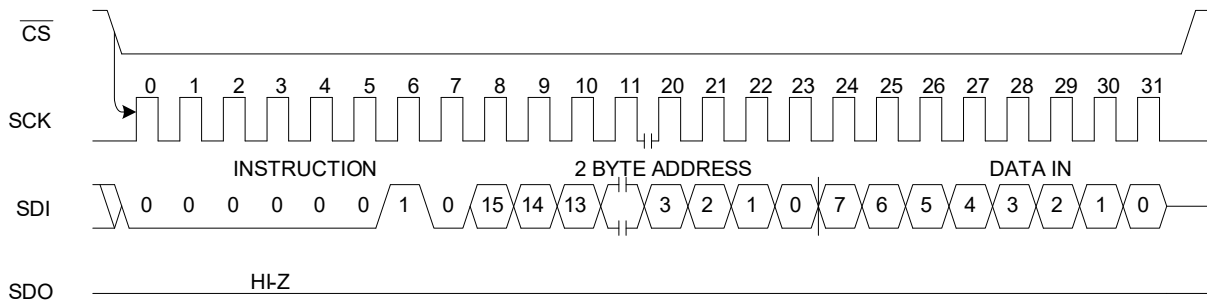 CS
0 1 2 3 4 5 6 7 8 9 10 11 20 21 22 23 24 25 26 27 28 29 30 31
SCK
INSTRUCTION 2 BYTE ADDRESS DATA IN
SDI 0 0 0 0 0 0 1 0 15 14 13 3 2 1 0 7 6 5 4 3 2 1 0
HI-Z
SDO